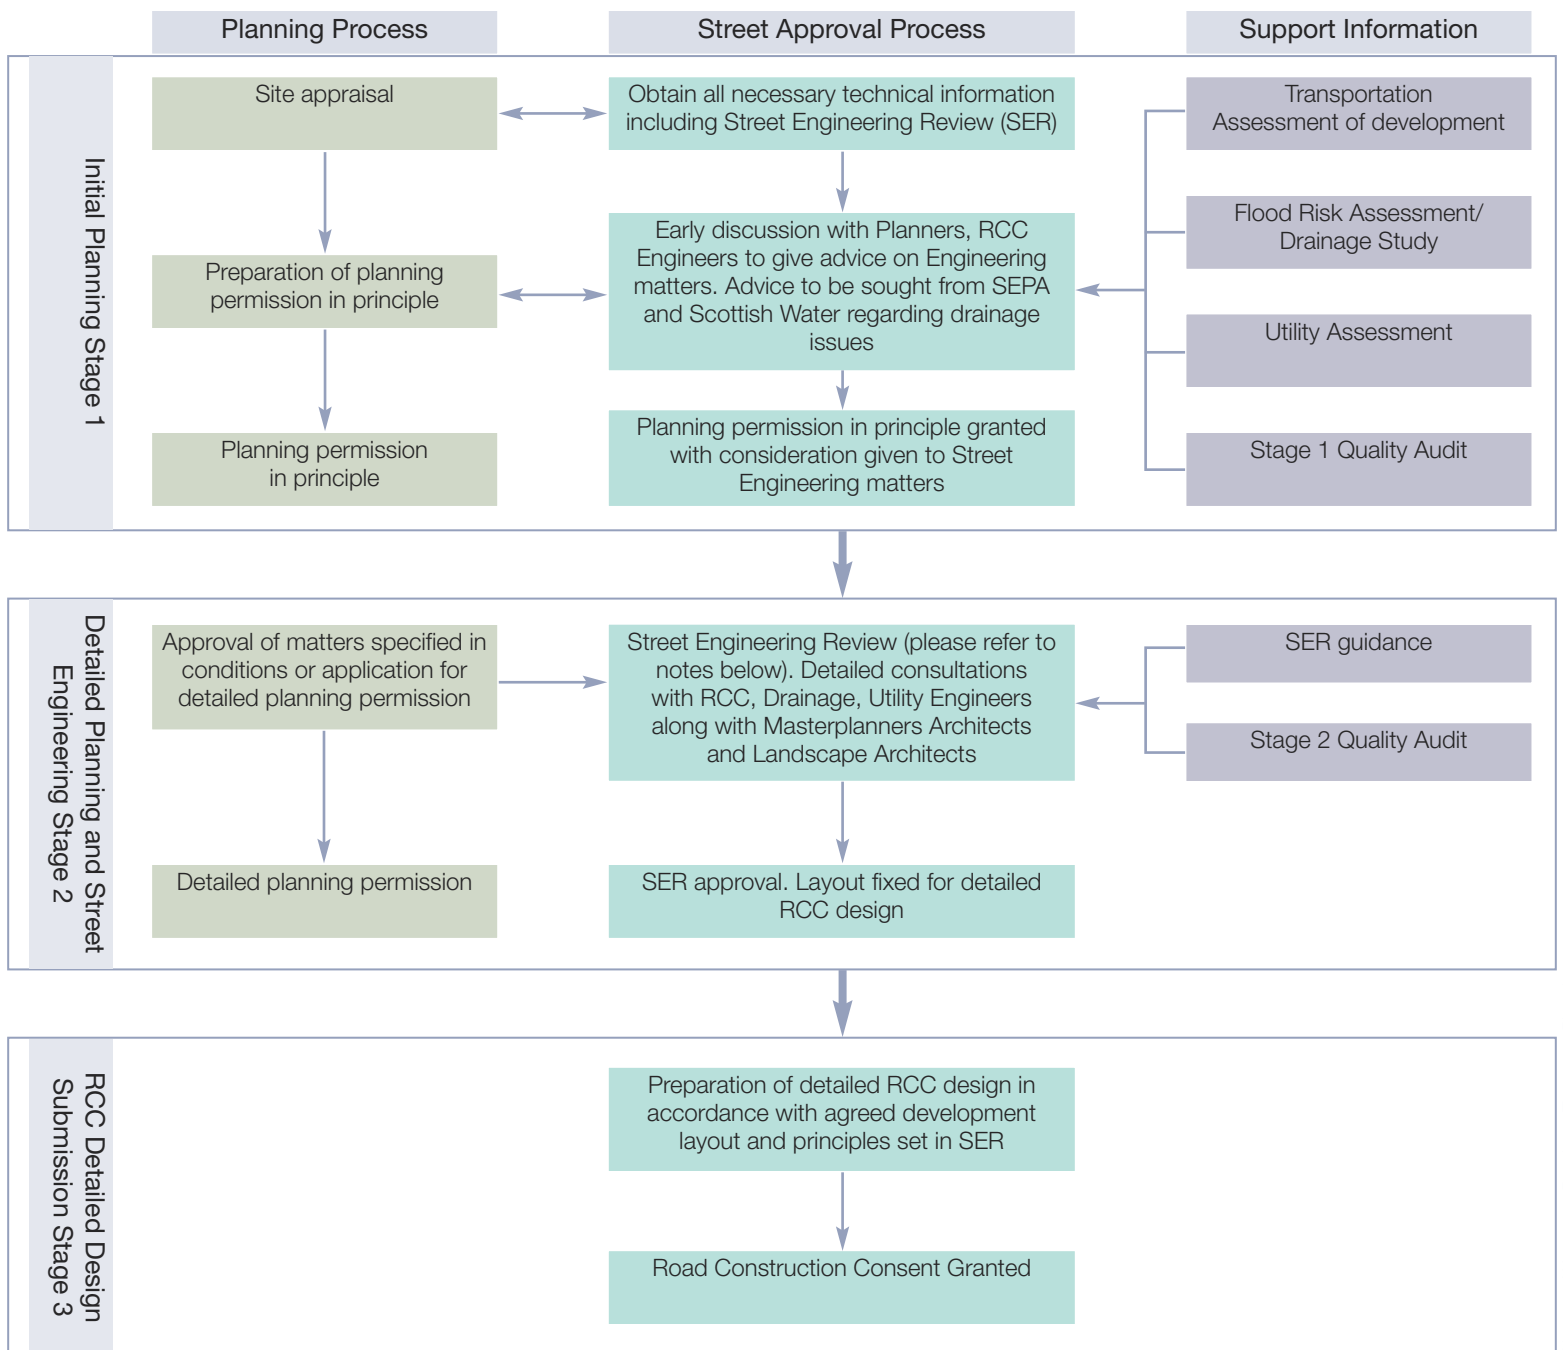 Planning Process
Street Approval Process
Support Information
Initial Planning Stage 1
Site appraisal
Obtain all necessary technical information
including Street Engineering Review (SER)
Transportation
Assessment of development
Preparation of planning
permission in principle
Early discussion with Planners, RCC
Engineers to give advice on Engineering
matters. Advice to be sought from SEPA
and Scottish Water regarding drainage
issues
Flood Risk Assessment/
Drainage Study
Utility Assessment
Planning permission
in principle
Planning permission in principle granted
with consideration given to Street
Engineering matters
Stage 1 Quality Audit
Detailed Planning and Street
Engineering Stage 2
Approval of matters specified in
conditions or application for
detailed planning permission
Street Engineering Review (please refer to
notes below). Detailed consultations
with RCC, Drainage, Utility Engineers
along with Masterplanners Architects
and Landscape Architects
SER guidance
Stage 2 Quality Audit
Detailed planning permission
SER approval. Layout fixed for detailed
RCC design
RCC Detailed Design
Submission Stage 3
Preparation of detailed RCC design in
accordance with agreed development
layout and principles set in SER
Road Construction Consent Granted